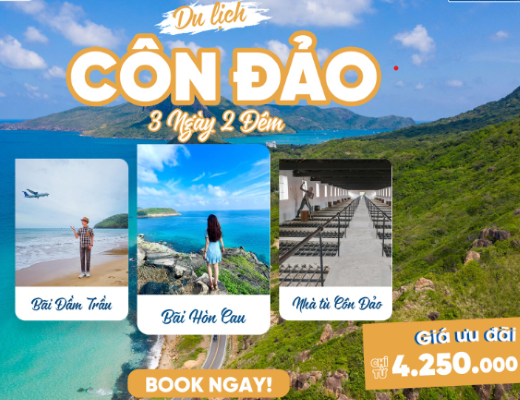 Du lịch
CÔN ĐẢO
3 Ngày 2 Đêm
Bãi Đầm Trầu
Bãi Hòn Cau
Nhà tù Côn Đảo
Giá ưu đãi
CHỈ TỪ 4.250.000
BOOK NGAY!